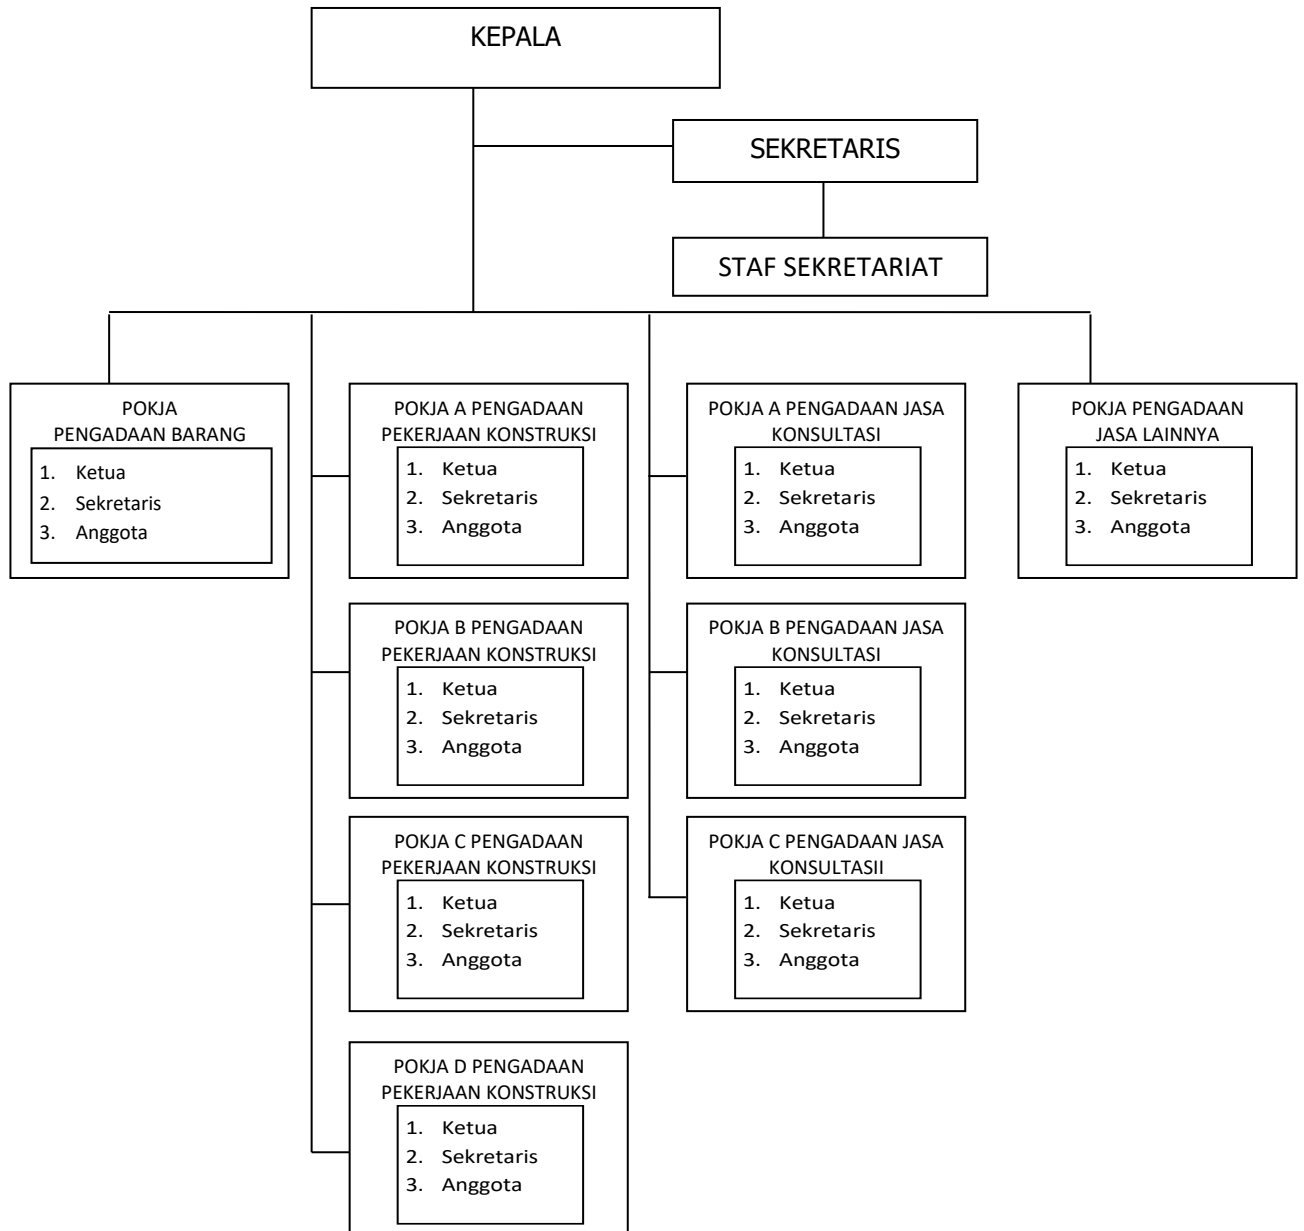 KEPALA
SEKRETARIS
STAF SEKRETARIAT
POKJA
PENGADAAN BARANG
1. Ketua
2. Sekretaris
3. Anggota
POKJA A PENGADAAN
PEKERJAAN KONSTRUKSI
1. Ketua
2. Sekretaris
3. Anggota
POKJA A PENGADAAN JASA
KONSULTASI
1. Ketua
2. Sekretaris
3. Anggota
POKJA PENGADAAN
JASA LAINNYA
1. Ketua
2. Sekretaris
3. Anggota
POKJA B PENGADAAN
PEKERJAAN KONSTRUKSI
1. Ketua
2. Sekretaris
3. Anggota
POKJA B PENGADAAN JASA
KONSULTASI
1. Ketua
2. Sekretaris
3. Anggota
POKJA C PENGADAAN
PEKERJAAN KONSTRUKSI
1. Ketua
2. Sekretaris
3. Anggota
POKJA C PENGADAAN JASA
KONSULTASII
1. Ketua
2. Sekretaris
3. Anggota
POKJA D PENGADAAN
PEKERJAAN KONSTRUKSI
1. Ketua
2. Sekretaris
3. Anggota